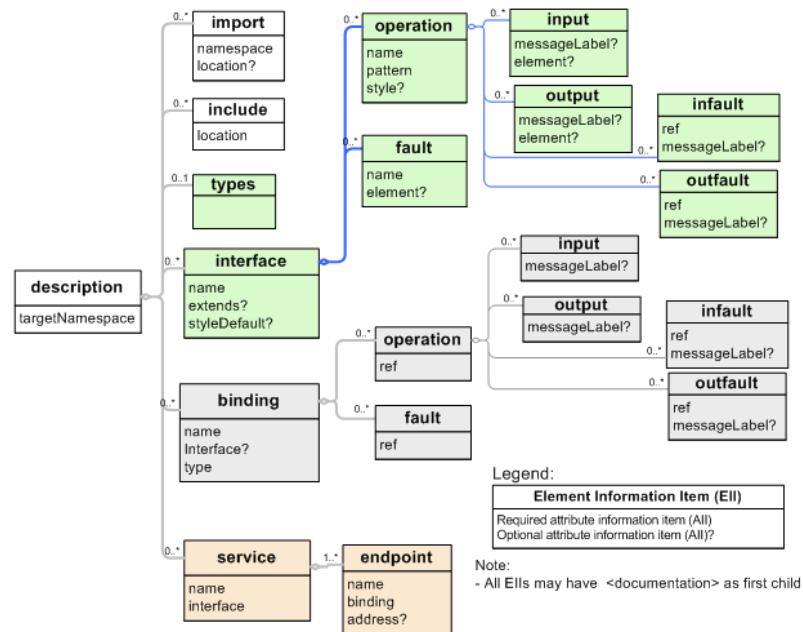 0..*
import
namespace
location?
0..*
include
location
0..1
types
0..*
interface
name
extends?
styleDefault?
description
targetNamespace
0..*
binding
name
Interface?
type
0..*
service
name
interface
1..*
endpoint
name
binding
address?
0..*
operation
name
pattern
style?
0..*
fault
name
element?
0..*
input
messageLabel?
element?
0..*
output
messageLabel?
element?
0..*
infault
ref
messageLabel?
0..*
outfault
ref
messageLabel?
0..*
operation
ref
0..*
fault
ref
0..*
input
messageLabel?
0..*
output
messageLabel?
0..*
infault
ref
messageLabel?
0..*
outfault
ref
messageLabel?
Legend:
Element Information Item (EII)
Required attribute information item (AII)
Optional attribute information item (AII)?
Note:
- All EIIs may have <documentation> as first child